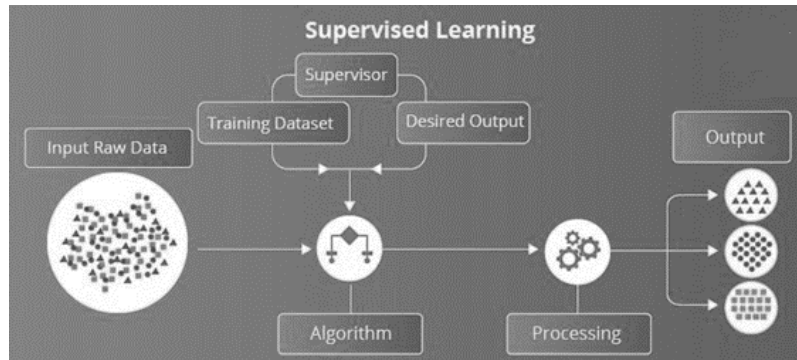 Supervised Learning
Supervisor
Training Dataset
Desired Output
Input Raw Data
Output
Algorithm
Processing